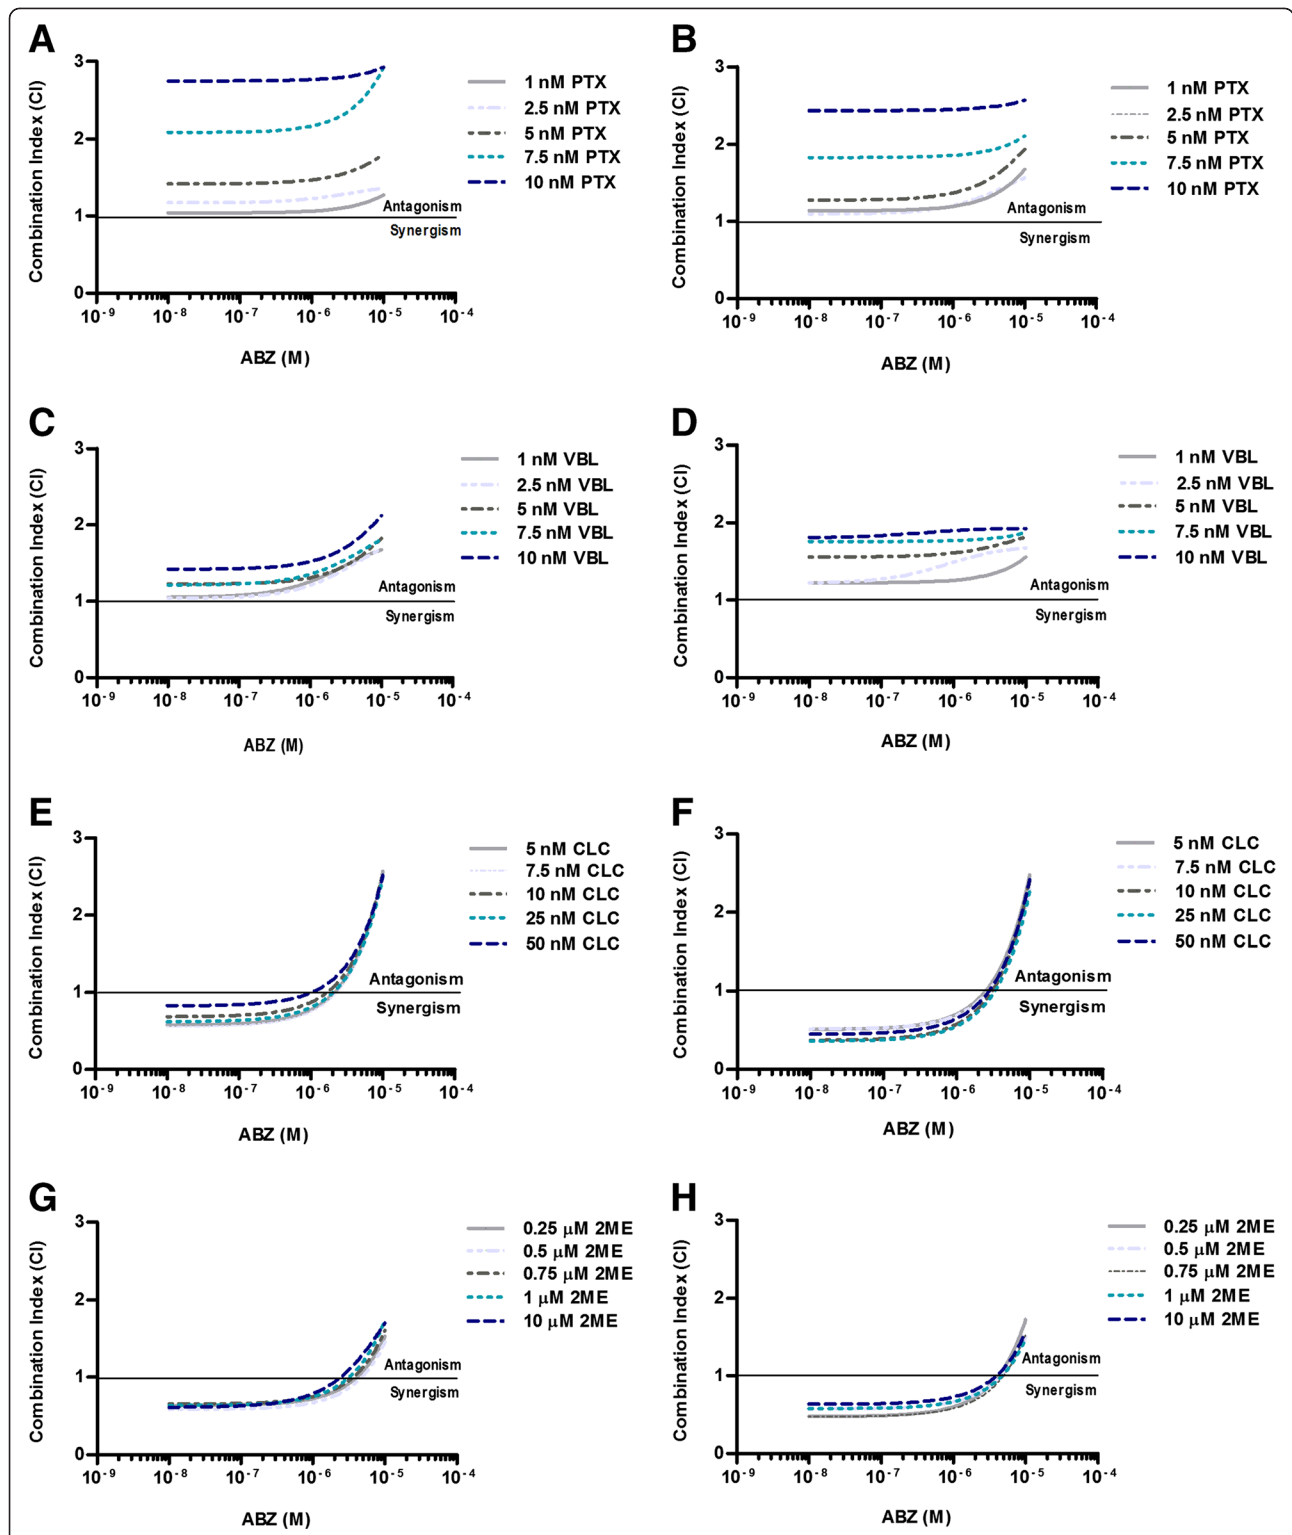 A
Combination Index (CI)
3
2
1
0
1 nM PTX
2.5 nM PTX
5 nM PTX
7.5 nM PTX
10 nM PTX
Antagonism
Synergism
10-9 10-8 10-7 10-6 10-5 10-4
ABZ (M)
B
Combination Index (CI)
3
2
1
0
1 nM PTX
2.5 nM PTX
5 nM PTX
7.5 nM PTX
10 nM PTX
Antagonism
Synergism
10-9 10-8 10-7 10-6 10-5 10-4
ABZ (M)
C
Combination Index (CI)
3
2
1
0
1 nM VBL
2.5 nM VBL
5 nM VBL
7.5 nM VBL
10 nM VBL
Antagonism
Synergism
10-9 10-8 10-7 10-6 10-5 10-4
ABZ (M)
D
Combination Index (CI)
3
2
1
0
1 nM VBL
2.5 nM VBL
5 nM VBL
7.5 nM VBL
10 nM VBL
Antagonism
Synergism
10-9 10-8 10-7 10-6 10-5 10-4
ABZ (M)
E
Combination Index (CI)
3
2
1
0
5 nM CLC
7.5 nM CLC
10 nM CLC
25 nM CLC
50 nM CLC
Antagonism
Synergism
10-9 10-8 10-7 10-6 10-5 10-4
ABZ (M)
F
Combination Index (CI)
3
2
1
0
5 nM CLC
7.5 nM CLC
10 nM CLC
25 nM CLC
50 nM CLC
Antagonism
Synergism
10-9 10-8 10-7 10-6 10-5 10-4
ABZ (M)
G
Combination Index (CI)
3
2
1
0
0.25 μM 2ME
0.5 μM 2ME
0.75 μM 2ME
1 μM 2ME
10 μM 2ME
Antagonism
Synergism
10-9 10-8 10-7 10-6 10-5 10-4
ABZ (M)
H
Combination Index (CI)
3
2
1
0
0.25 μM 2ME
0.5 μM 2ME
0.75 μM 2ME
1 μM 2ME
10 μM 2ME
Antagonism
Synergism
10-9 10-8 10-7 10-6 10-5 10-4
ABZ (M)